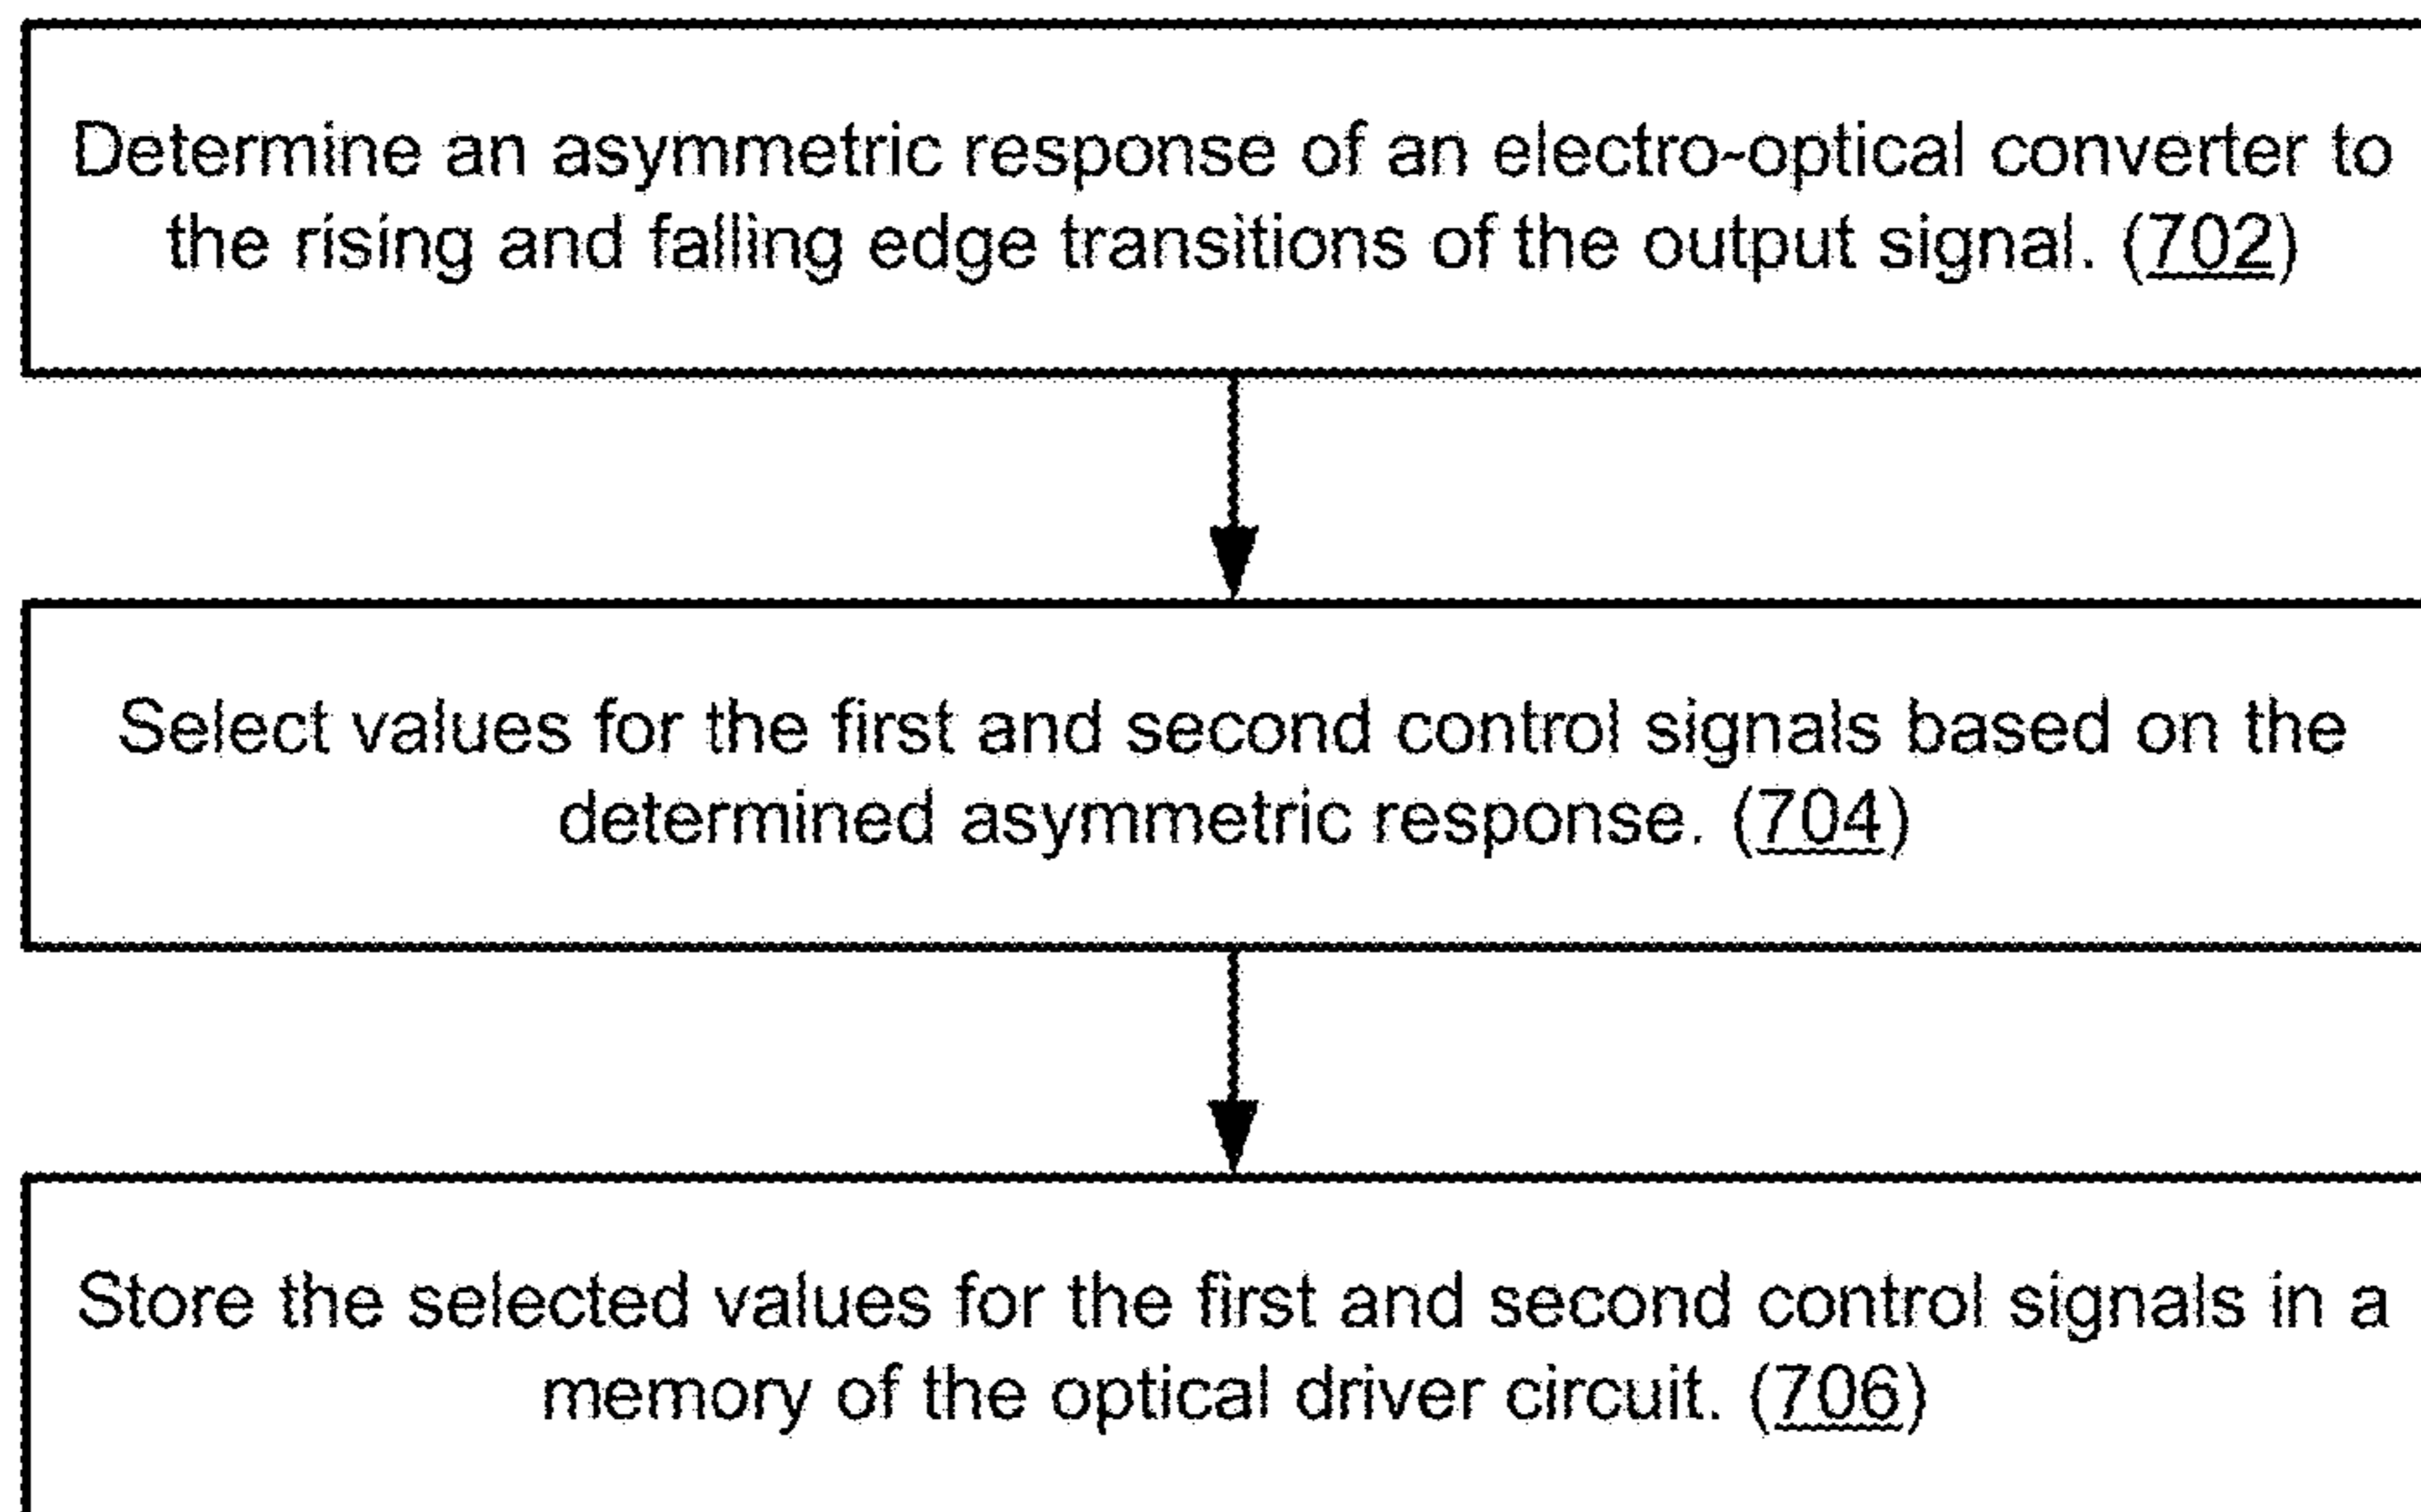 Determine an asymmetric response of an electro-optical converter to
the rising and falling edge transitions of the output signal. (702)
Select values for the first and second control signals based on the
determined asymmetric response. (704)
Store the selected values for the first and second control signals in a
memory of the optical driver circuit. (706)